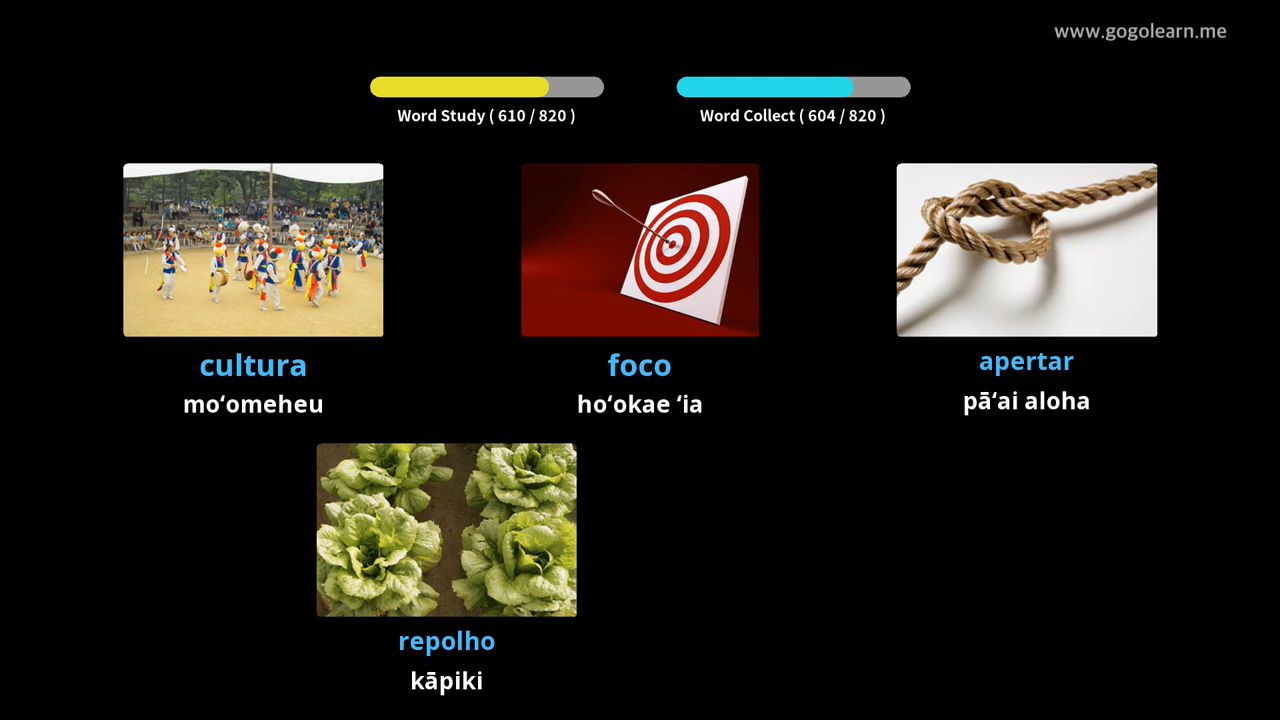 www.gogolearn.me
Word Study ( 610 / 820 )
Word Collect ( 604 / 820 )
cultura
moʻomeheu
foco
hoʻokae ʻia
apertar
pāʻai aloha
repolho
kāpiki